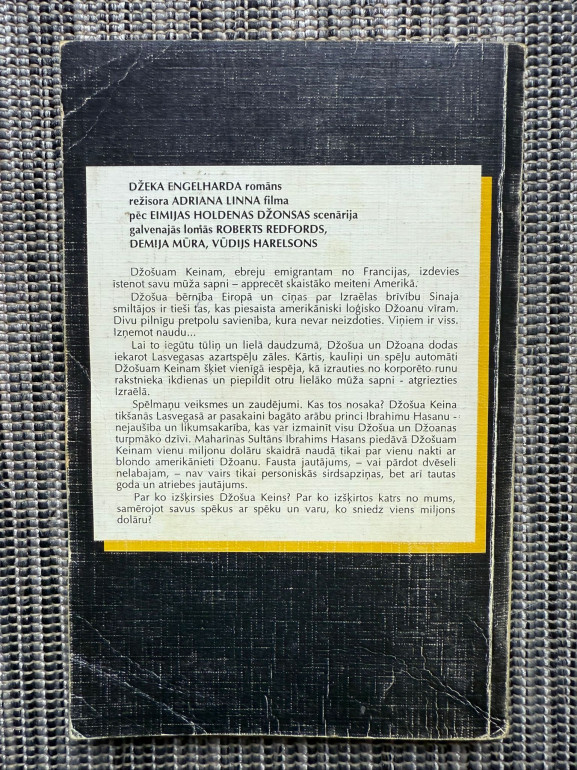 DŽEKA ENGELHARDA romāns
režisora ADRIANA LINNA filma
pēc EIMIJAS HOLDENAS DŽONSAS scenārija
galvenajās lomās ROBERTS REDFORDS,
DEMIJA MŪRA, VŪDIJS HARELSONS
Džošuam Keinam, ebreju emigrantam no Francijas, izdevies
īstenot savu mūža sapni – apprecēt skaistāko meiteni Amerikā.
Džošua bērnība Eiropā un cīņas par Izraēlas brīvību Sinaja
smiltājos ir tieši tas, kas piesaista amerikāniski loģisko Džoanu vīram.
Divu pilnīgu pretpolu savienība, kura nevar neizdoties. Viņiem ir viss.
Izņemot naudu...
Lai to iegūtu tūliņ un lielā daudzumā, Džošua un Džoana dodas
iekarot Lasvegasas azartspēļu zāles. Kārtis, kauliņi un spēļu automāti
Džošuam Keinam šķiet vienīgā iespēja, kā izrauties no korporēto runu
rakstnieka ikdienas un piepildīt otru lielāko mūža sapni - atgriezties
Izraēlā.
Spēlmaņu veiksmes un zaudējumi. Kas tos nosaka? Džošua Keina
tikšanās Lasvegasā ar pasakaini bagāto arābu princi Ibrahimu Hasanu -
nejaušība un likumsakarība, kas var izmainīt visu Džošua un Džoanas
turpmāko dzīvi. Maharīnas Sultāns Ibrahims Hasans piedāvā Džošuam
Keinam vienu miljonu dolāru skaidrā naudā tikai par vienu nakti ar
blondo amerikānieti Džoanu. Fausta jautājums, – vai pārdot dvēseli
nelabajam, – nav vairs tikai personiskās sirdsapziņas, bet arī tautas
goda un atriebes jautājums.
Par ko izšķirsies Džošua Keins? Par ko izšķirtos katrs no mums,
samērojot savus spēkus ar spēku un varu, ko sniedz viens miljons
dolāru?